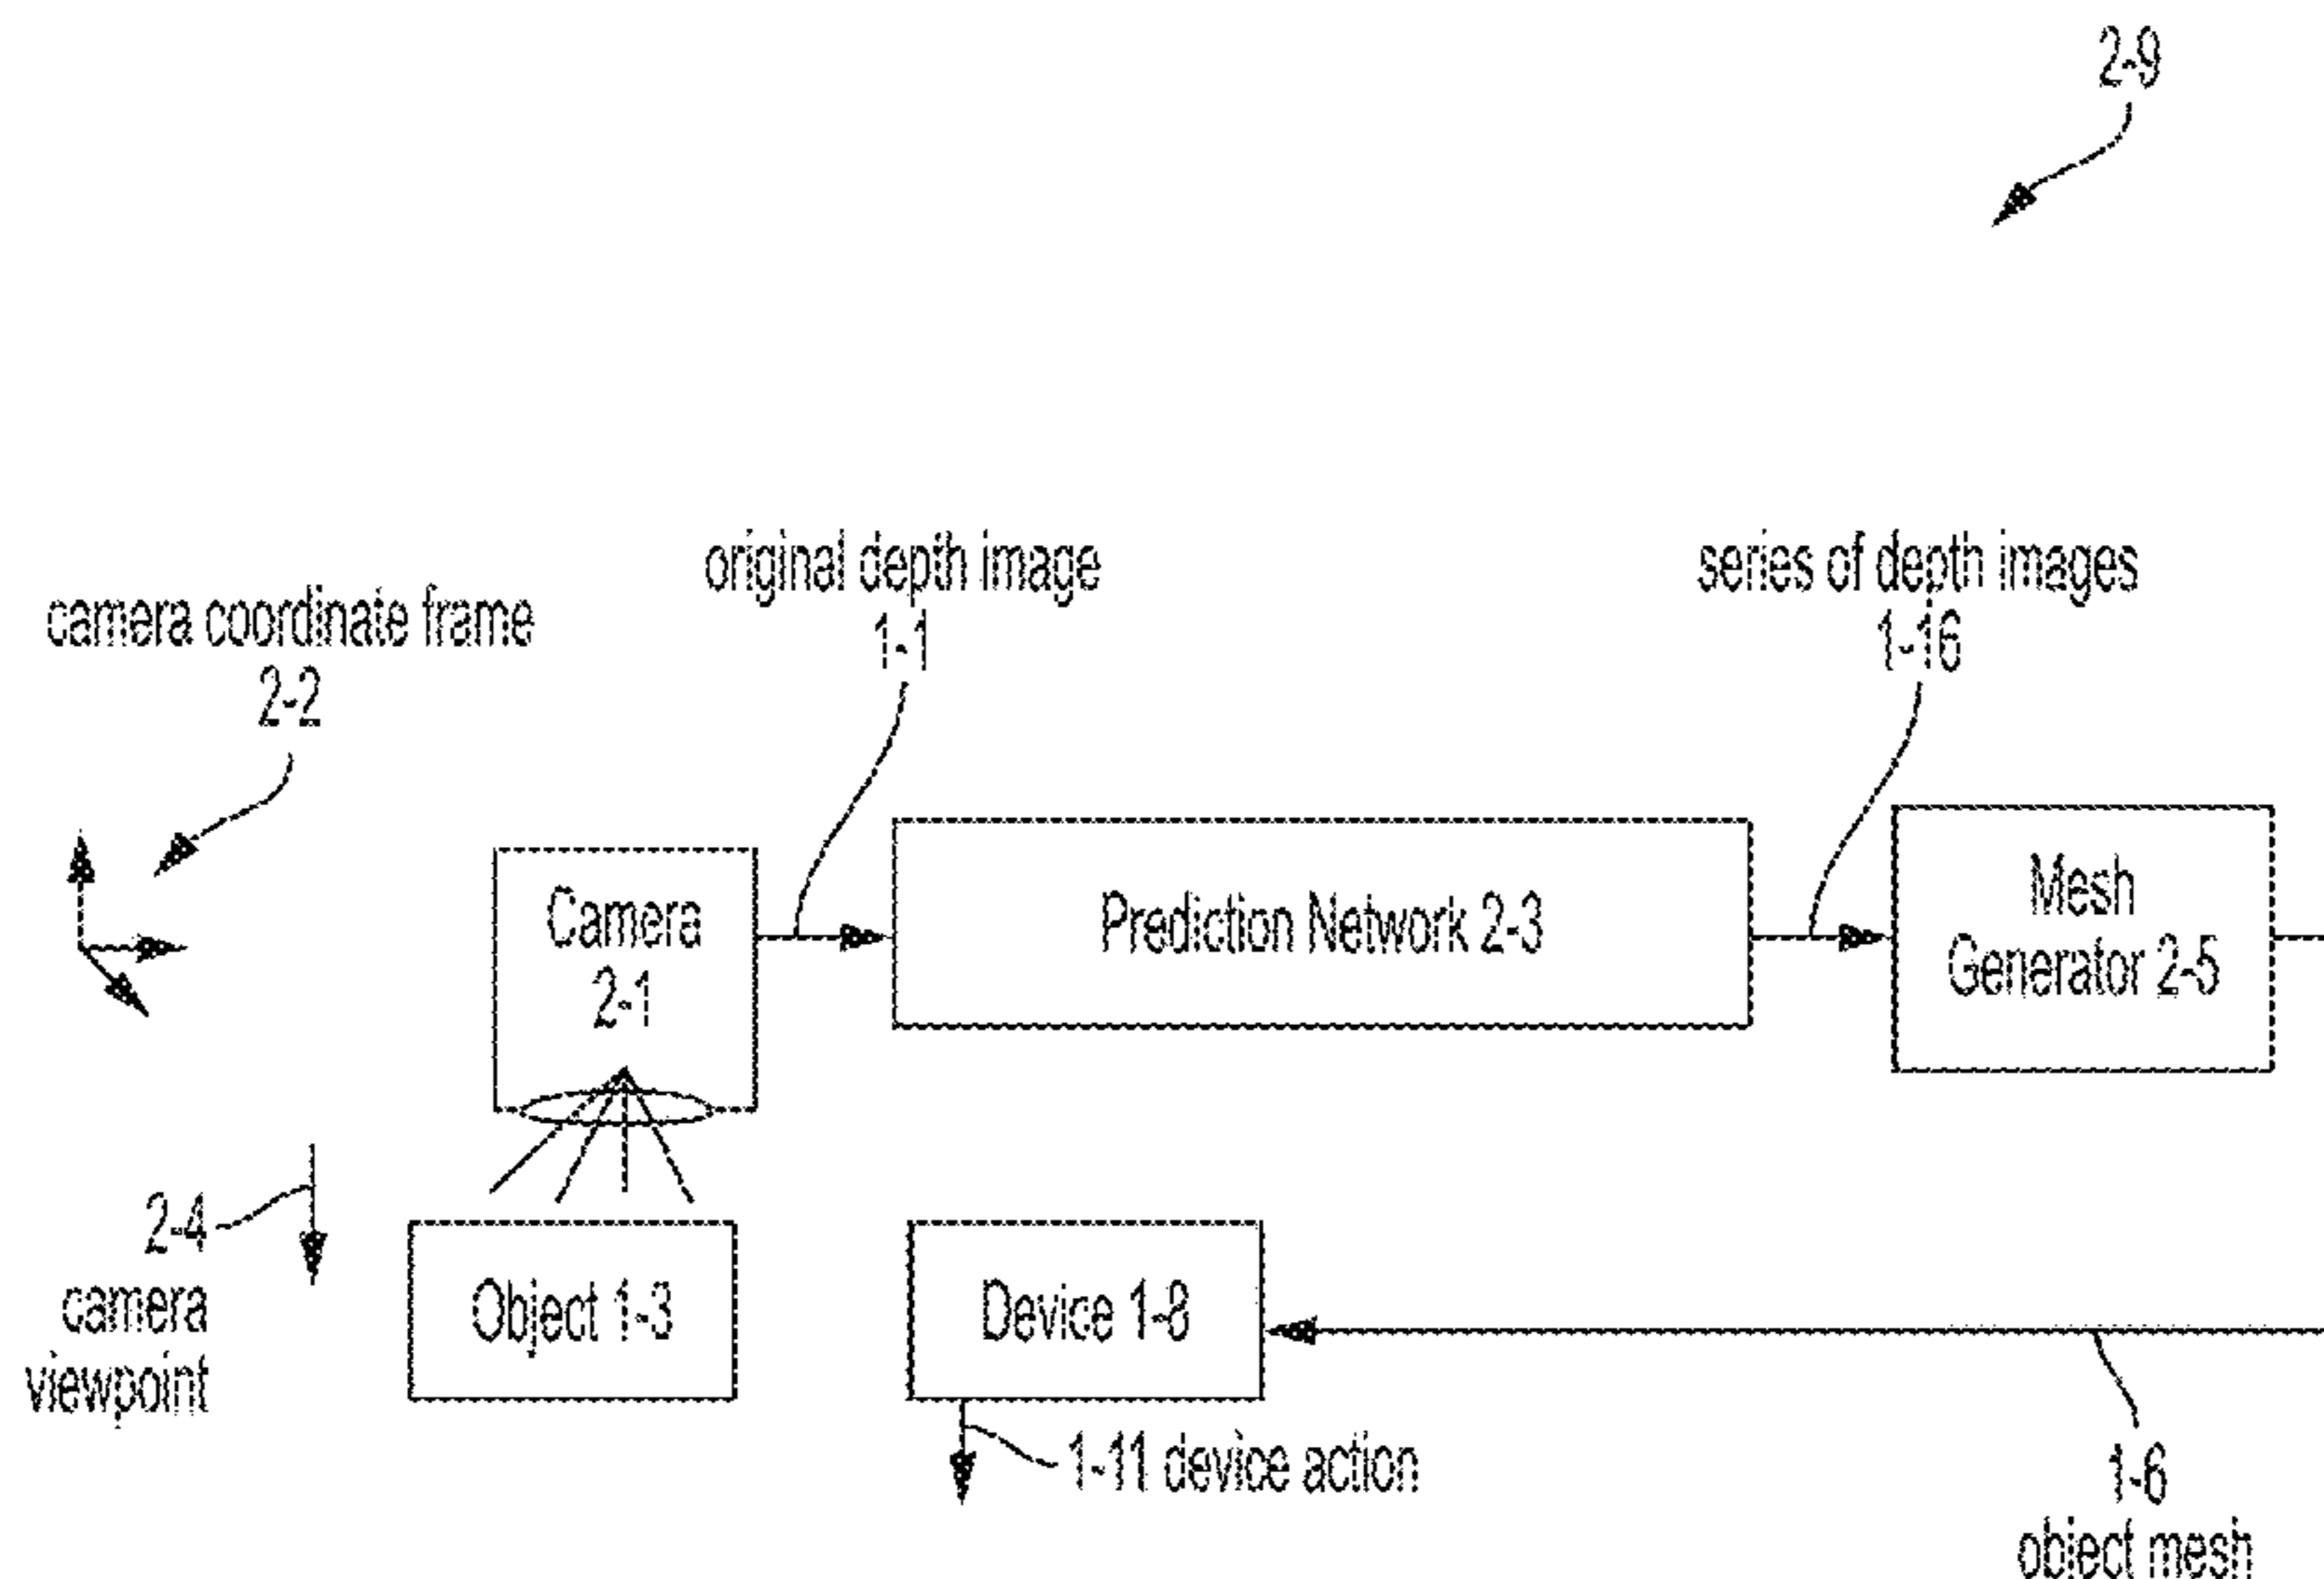 2-9
original depth image
1-1
series of depth images
1-16
camera coordinate frame
2-2
Camera
2-1
Prediction Network 2-3
Mesh
Generator 2-5
2-4
camera
viewpoint
Object 1-3
Device 1-8
1-11 device action
1-6
object mesh